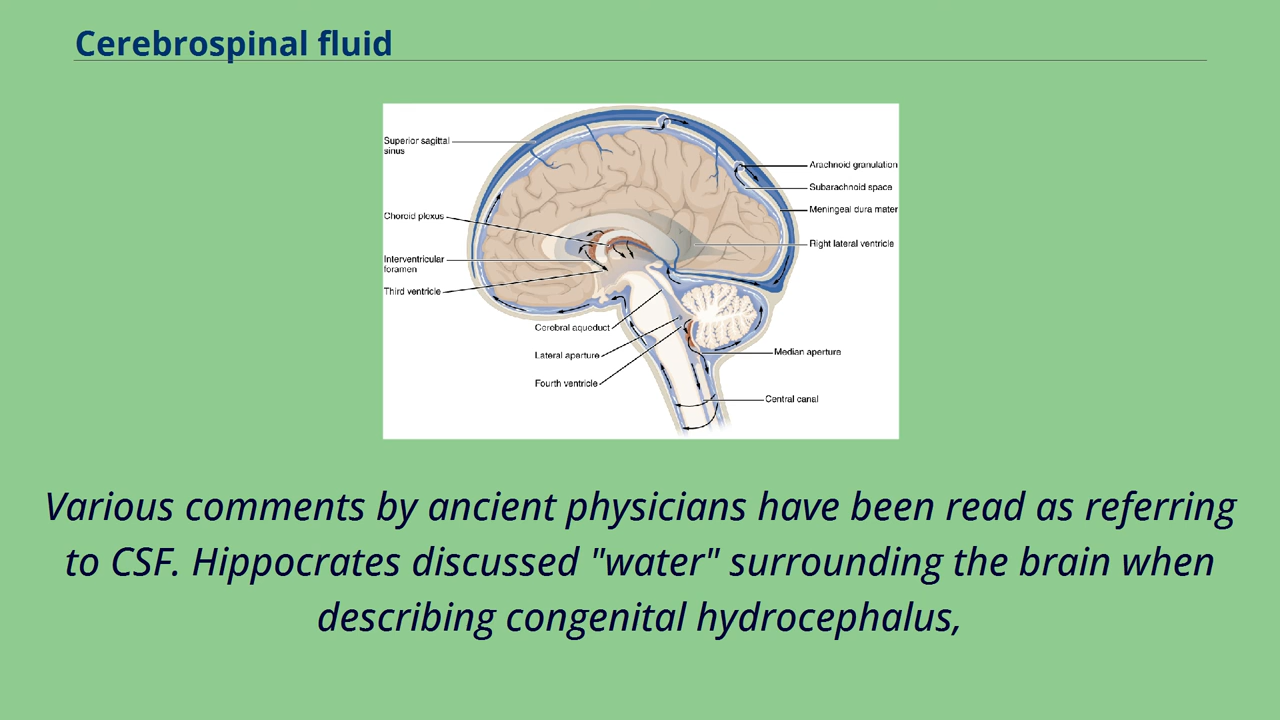 Cerebrospinal fluid
Superior sagittal
sinus
Choroid plexus
Interventricular
foramen
Third ventricle
Cerebral aqueduct
Lateral aperture
Fourth ventricle
Arachnoid granulation
Subarachnoid space
Meningeal dura mater
Right lateral ventricle
Median aperture
Central canal
Various comments by ancient physicians have been read as referring
to CSF. Hippocrates discussed "water" surrounding the brain when
describing congenital hydrocephalus,